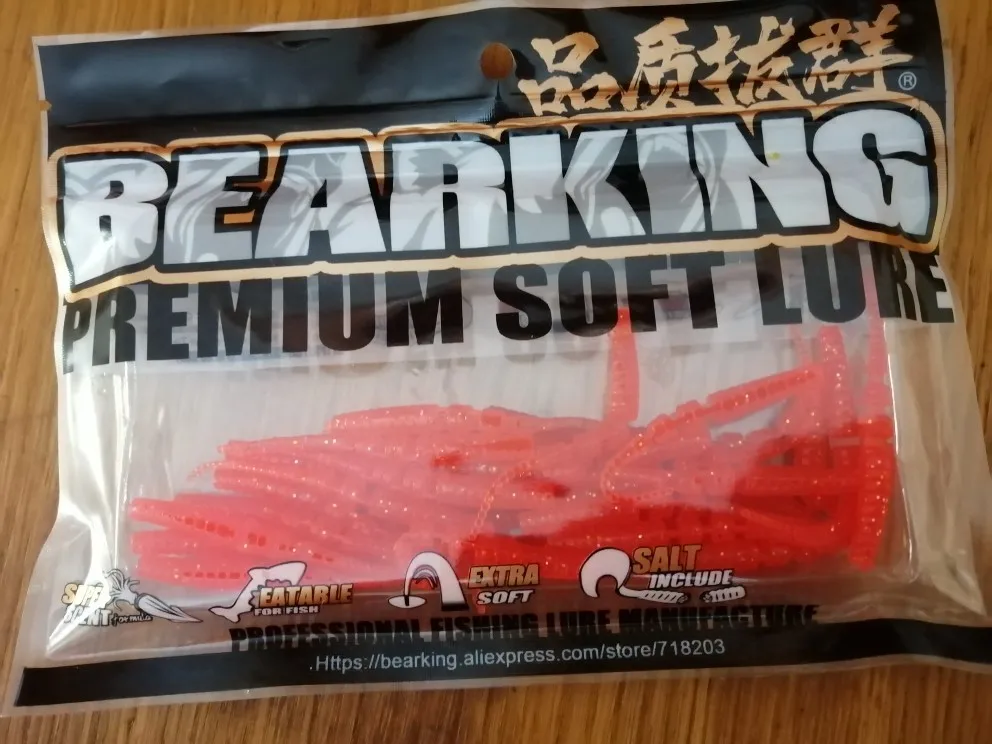 品质拔群®
BEARKING
PREMIUM SOFT LURE
EATABLE
FOR FISH
EXTRA
SOFT
SALT
INCLUDE
PROFESSIONAL FISHING LURE MANUFACTURE
.Https://bearking.aliexpress.com/store/718203